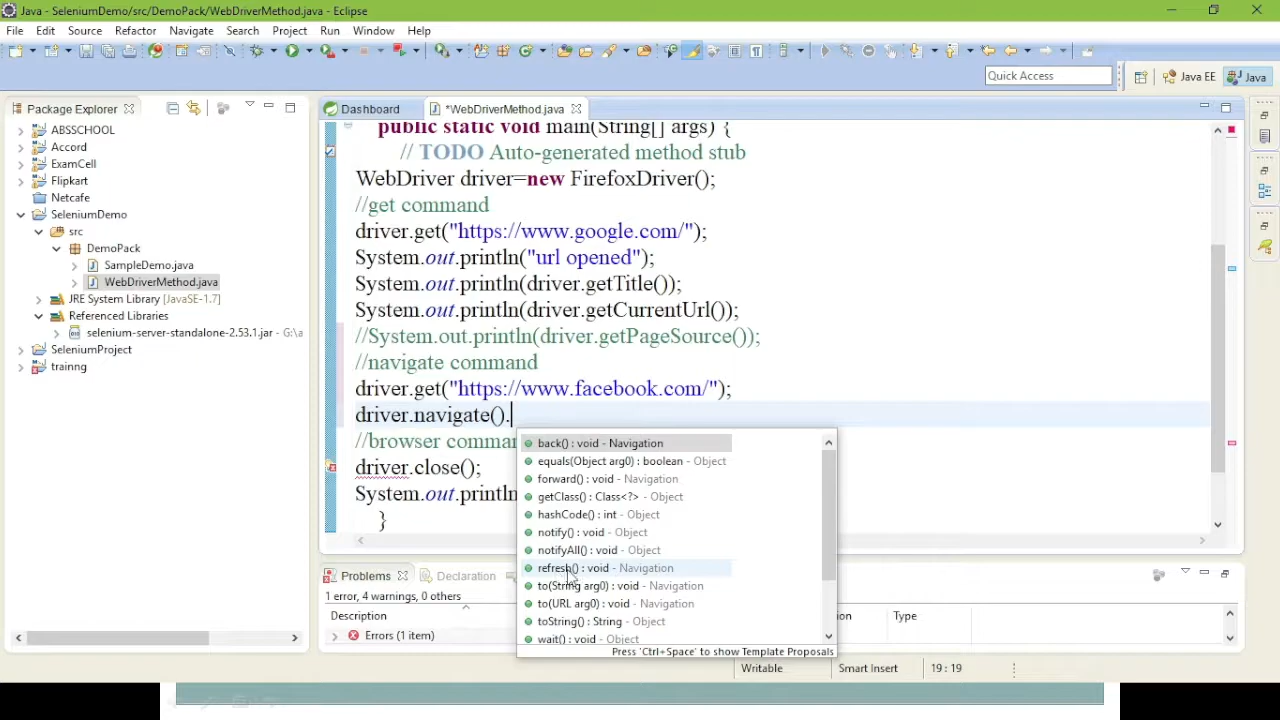 Java - SeleniumDemo/src/DemoPack/WebDriverMethod.java - Eclipse
File Edit Source Refactor Navigate Search Project Run Window Help
Quick Access
Java EE
Java
Package Explorer
ABSSCHOOL
Accord
ExamCell
Flipkart
Netcafe
SeleniumDemo
src
DemoPack
SampleDemo.java
WebDriverMethod.java
JRE System Library [JavaSE-1.7]
Referenced Libraries
selenium-server-standalone-2.53.1.jar - G:\a
SeleniumProject
trainng
Dashboard
*WebDriverMethod.java
public static void main(String[] args) {
// TODO Auto-generated method stub
WebDriver driver=new FirefoxDriver();
//get command
driver.get("https://www.google.com/");
System.out.println("url opened");
System.out.println(driver.getTitle());
System.out.println(driver.getCurrentUrl());
//System.out.println(driver.getPageSource());
//navigate command
driver.get("https://www.facebook.com/");
driver.navigate().
//browser comman
driver.close();
System.out.println
}
back() : void - Navigation
equals(Object arg0) : boolean - Object
forward() : void - Navigation
getClass() : Class<?> - Object
hashCode() : int - Object
notify() : void - Object
notifyAll() : void - Object
refresh() : void - Navigation
to(String arg0) : void - Navigation
to(URL arg0) : void - Navigation
toString() : String - Object
wait() : void - Object
Press 'Ctrl+Space' to show Template Proposals
Problems
Declaration
1 error, 4 warnings, 0 others
Description
Type
Errors (1 item)
Writable
Smart Insert
19 : 19